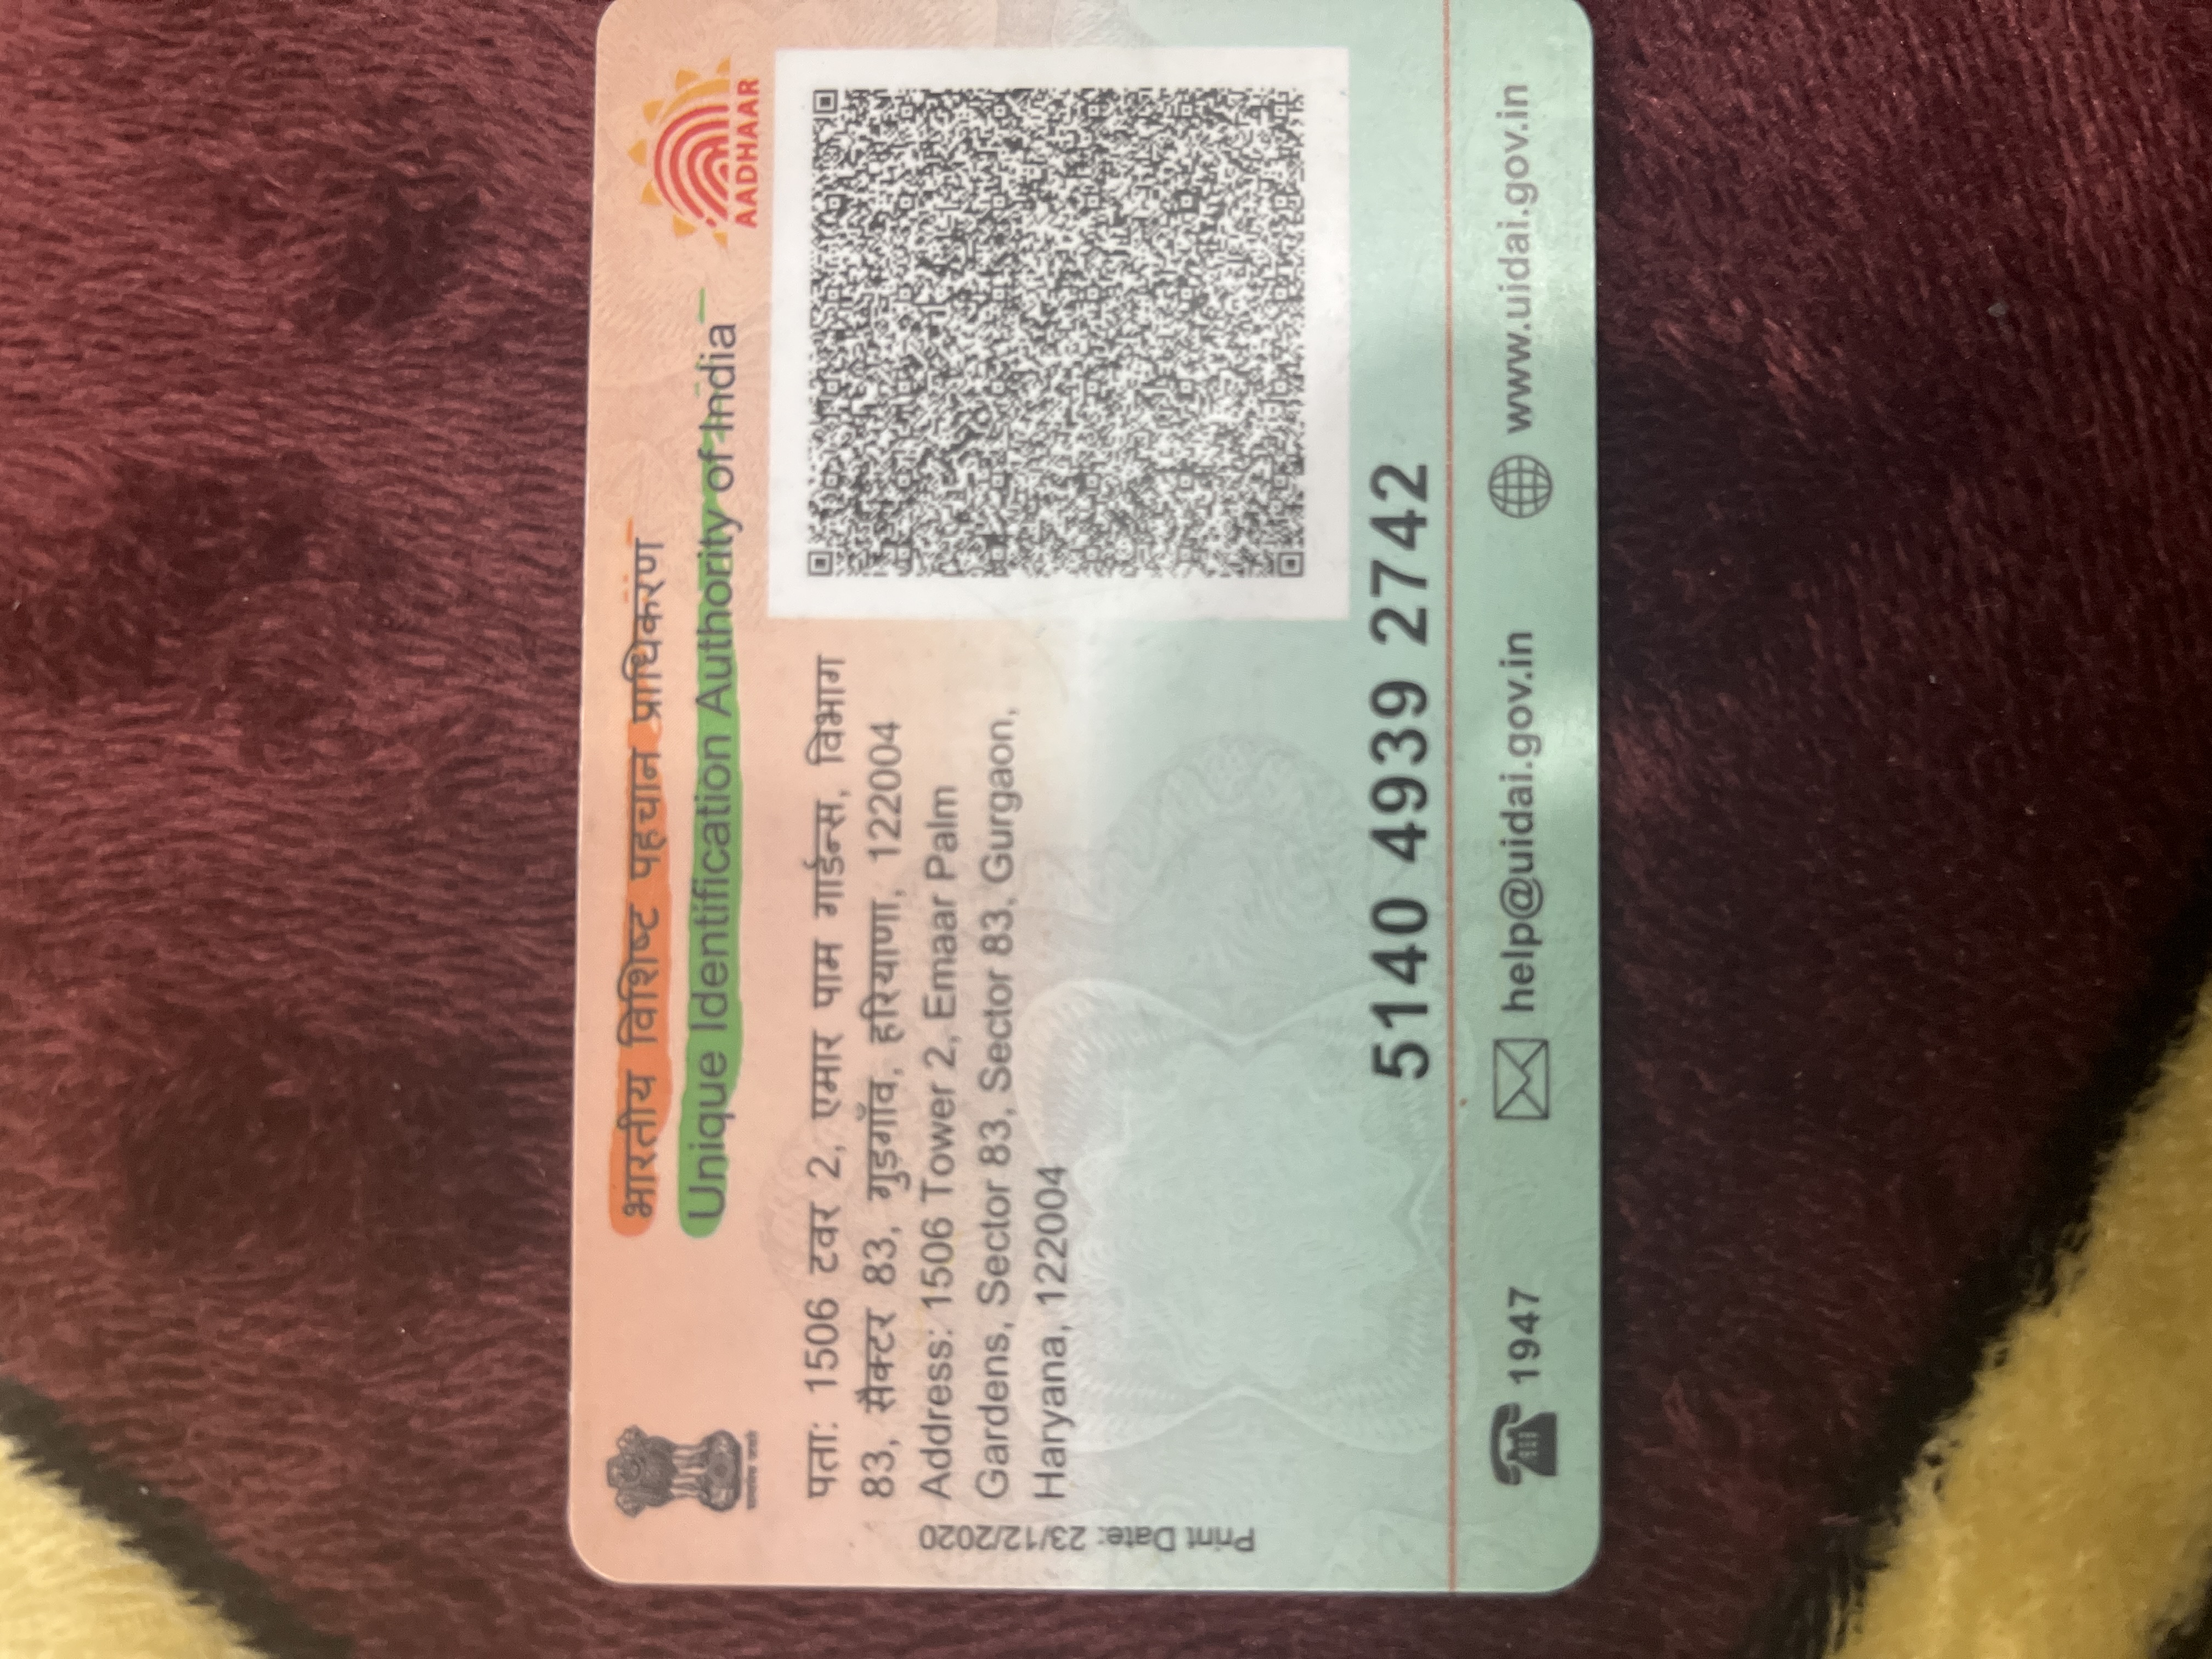 भारतीय विशिष्ट पहचान प्राधिकरण
Unique Identification Authority of India
AADHAAR
पता: 1506 टवर 2, एमार पाम गार्डन्स, विभाग
83, सैक्टर 83, गुड़गाँव, हरियाणा, 122004
Address: 1506 Tower 2, Emaar Palm
Gardens, Sector 83, Sector 83, Gurgaon,
Haryana, 122004
Print Date: 23/12/2020
5140 4939 2742
1947
help@uidai.gov.in
www.uidai.gov.in